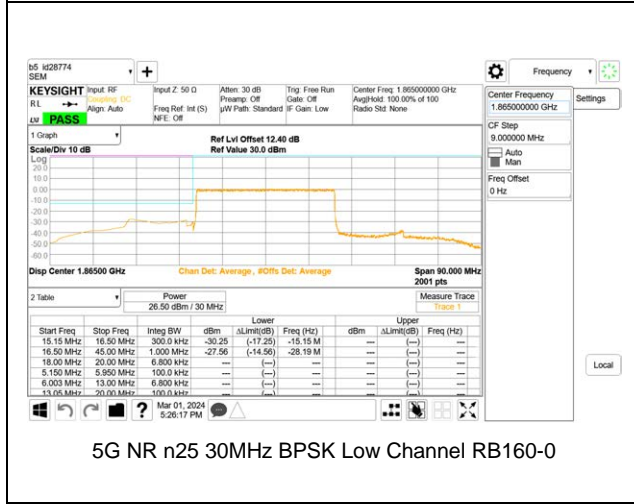 b5 id28774
SEM
KEYSIGHT Input: RF Input Z: 50 Ω Atten: 30 dB Trig: Free Run Center Freq: 1.865000000 GHz
RL Coupling: DC Preamp: Off Gate: Off Avg|Hold: 100.00% of 100
Align: Auto Freq Ref: Int (S) µW Path: Standard IF Gain: Low Radio Std: None
LM PASS NFE: Off
1 Graph
Scale/Div 10 dB Ref Lvl Offset 12.40 dB
Ref Value 30.0 dBm
Log
20.0
10.0
0.00
-10.0
-20.0
-30.0
-40.0
-50.0
-60.0
Disp Center 1.86500 GHz Chan Det: Average, #Offs Det: Average Span 90.000 MHz
2001 pts
2 Table Power Measure Trace
26.50 dBm / 30 MHz Trace 1
Lower Upper
Start Freq Stop Freq Integ BW dBm ΔLimit(dB) Freq (Hz) dBm ΔLimit(dB) Freq (Hz)
15.15 MHz 16.50 MHz 300.0 kHz -30.25 (-17.25) -15.15 M --- (---) ---
16.50 MHz 45.00 MHz 1.000 MHz -27.56 (-14.56) -28.19 M --- (---) ---
18.00 MHz 20.00 MHz 6.800 kHz --- (---) --- --- (---) ---
5.150 MHz 5.950 MHz 100.0 kHz --- (---) --- --- (---) ---
6.003 MHz 13.00 MHz 6.800 kHz --- (---) --- --- (---) ---
13.05 MHz 20.00 MHz 100.0 kHz --- (---) --- --- (---) ---
? Mar 01, 2024
5:26:17 PM
Frequency
Center Frequency
1.865000000 GHz
Settings
CF Step
9.000000 MHz
Auto
Man
Freq Offset
0 Hz
Local
5G NR n25 30MHz BPSK Low Channel RB160-0